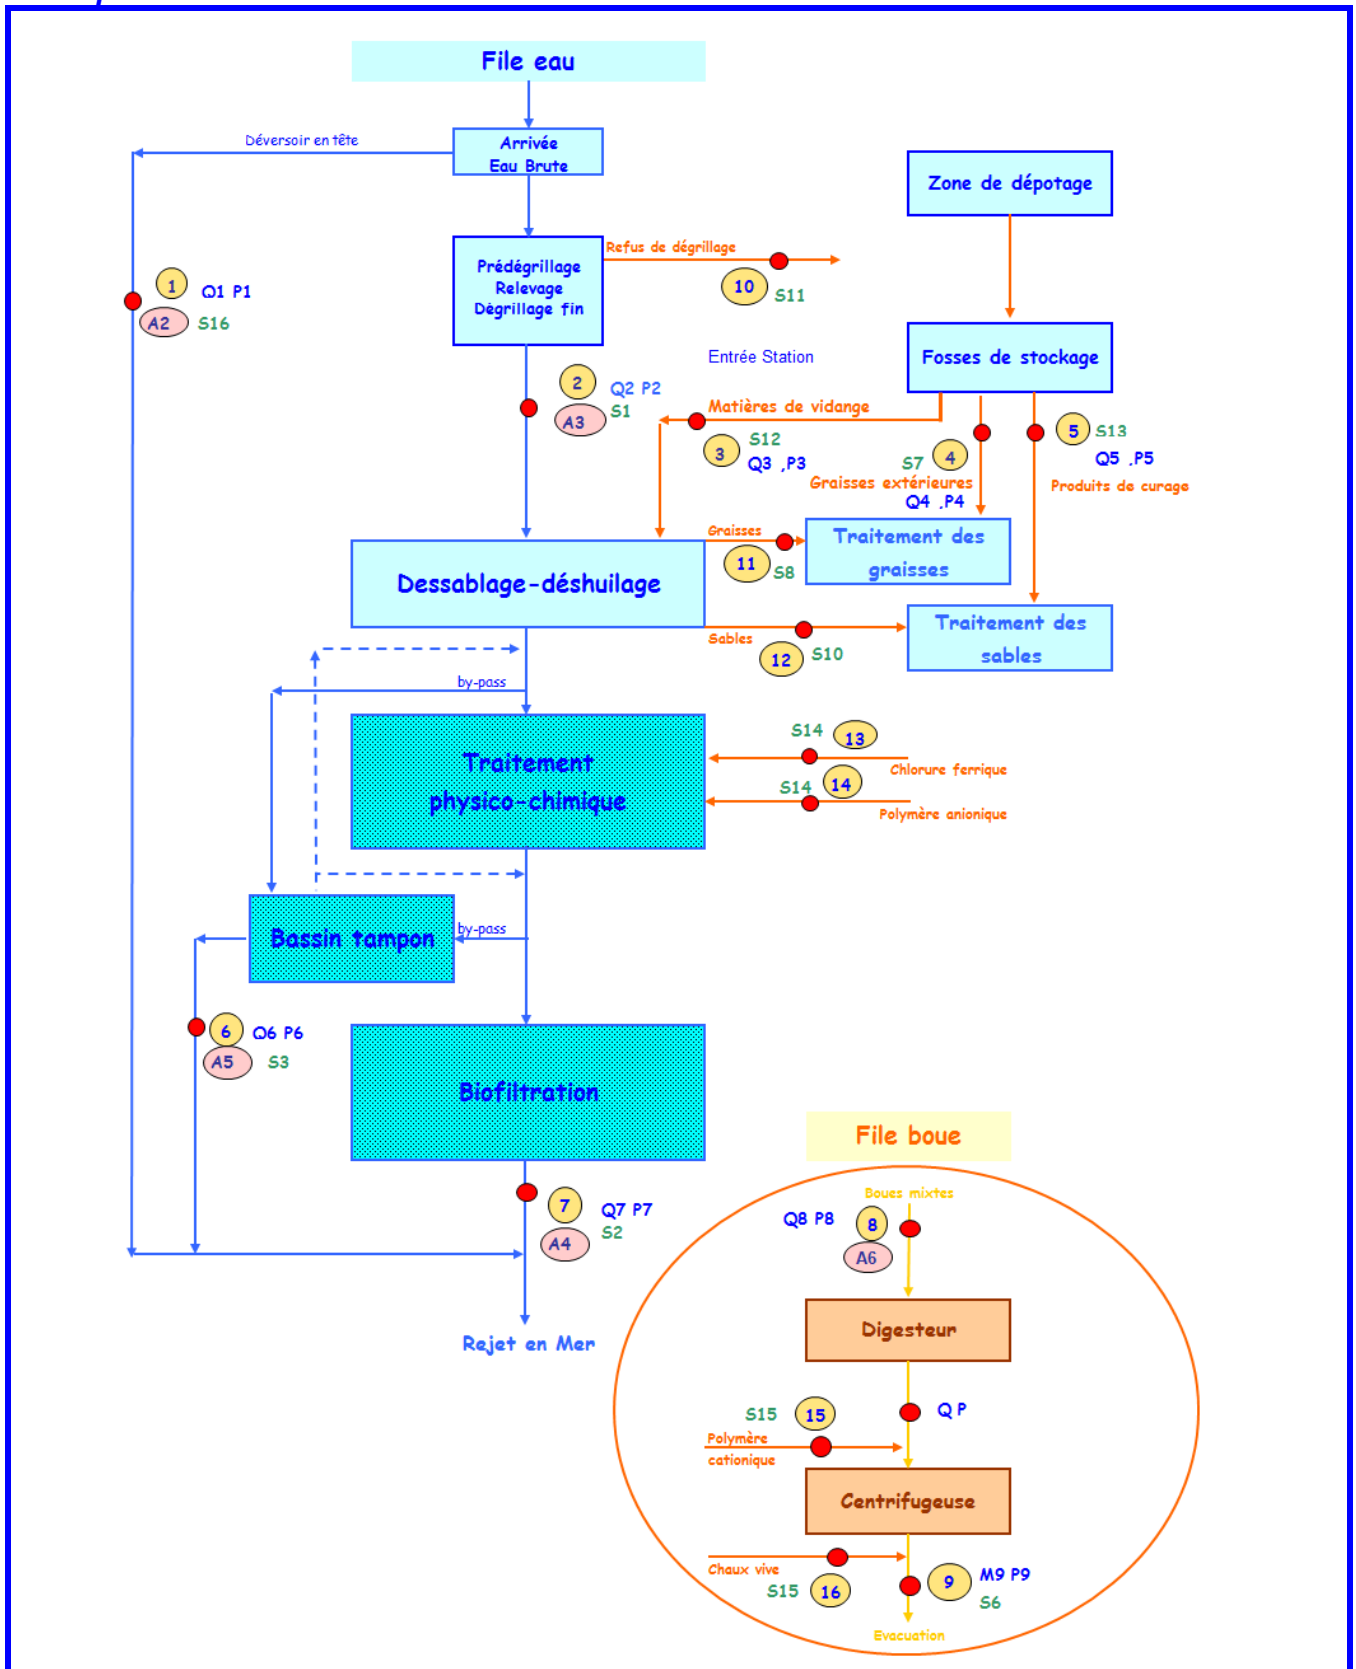 File eau
Déversoir en tête
Arrivée
Eau Brute
Zone de dépotage
Prédégrillage
Relevage
Dégrillage fin
Refus de dégrillage
10
S11
1
Q1 P1
A2
S16
Entrée Station
Fosses de stockage
2
Q2 P2
A3
S1
Matières de vidange
3
S12
Q3 ,P3
S7
4
Graisses extérieures
Q4 ,P4
5
S13
Q5 ,P5
Produits de curage
Graisses
11
S8
Traitement des
graisses
Dessablage-déshuilage
Sables
12
S10
Traitement des
sables
by-pass
Traitement
physico-chimique
S14
13
Chlorure ferrique
S14
14
Polymère anionique
Bassin tampon
by-pass
6
Q6 P6
A5
S3
Biofiltration
7
Q7 P7
A4
S2
Rejet en Mer
File boue
Boues mixtes
Q8 P8
8
A6
Digesteur
Q P
S15
15
Polymère
cationique
Centrifugeuse
Chaux vive
S15
16
9
M9 P9
S6
Evacuation